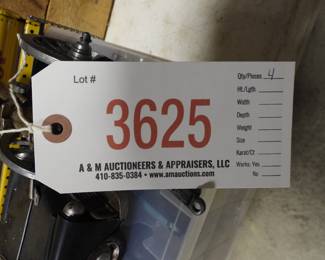 Lot #
3625
A & M AUCTIONEERS & APPRAISERS, LLC
410-835-0384 • www.amauctions.com
Qty/Pieces 4
Ht./Lgth
Width
Depth
Weight
Size
Karat/Ct
Works: Yes
No